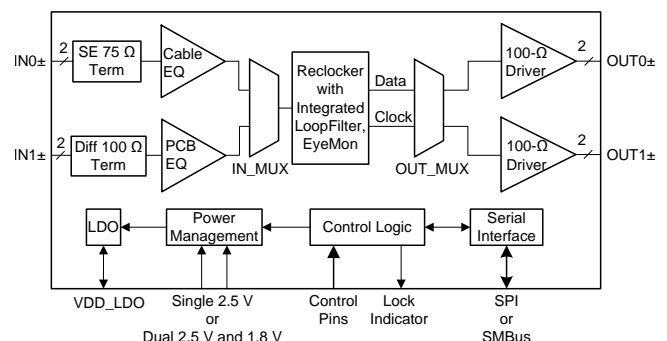 IN0±
2
SE 75 Ω
Term
Cable
EQ
IN1±
2
Diff 100 Ω
Term
PCB
EQ
IN_MUX
Reclocker
with
Integrated
LoopFilter,
EyeMon
Data
Clock
OUT_MUX
100-Ω
Driver
2
OUT0±
100-Ω
Driver
2
OUT1±
LDO
Power
Management
Control Logic
Serial
Interface
VDD_LDO
Single 2.5 V
or
Dual 2.5 V and 1.8 V
Control
Pins
Lock
Indicator
SPI
or
SMBus